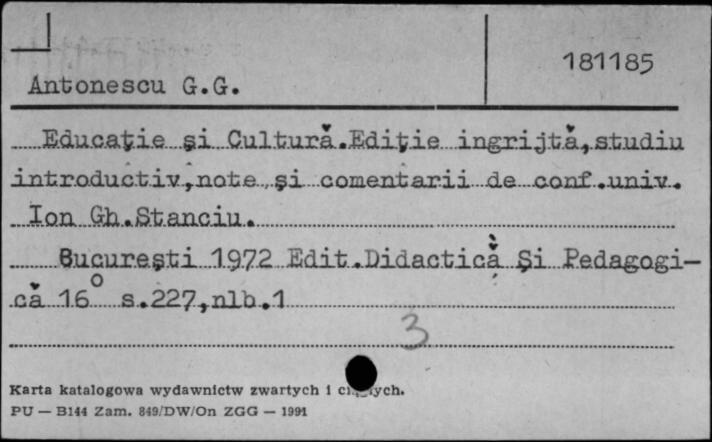 181185
Antonescu G.G.
Educaţie şi Cultură.Ediţie ingrijtă,studiu
introductiv,note şi comentarii de conf.univ.
Ion Gh.Stanciu.
Bucureşti 1972 Edit.Didactică Şi Pedagogi-
că 16° s.227,nlb.1
3
Karta katalogowa wydawnictw zwartych i
PU — B144 Zam. 849/DW/On ZGG — 1991